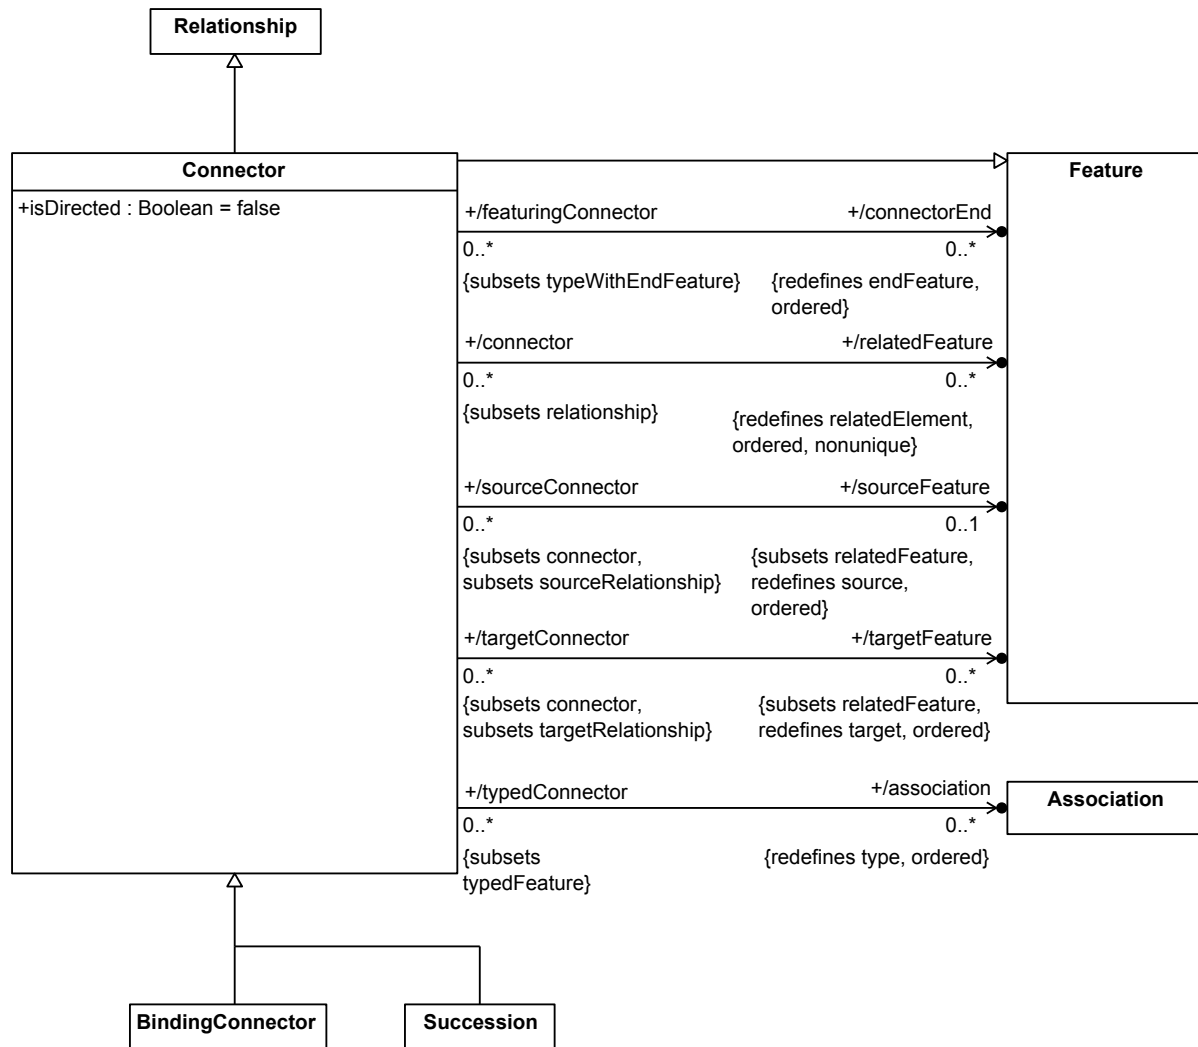 Relationship
Connector
Feature
+isDirected : Boolean = false
+/featuringConnector
+/connectorEnd
0..*
0..*
{subsets typeWithEndFeature}
{redefines endFeature,
ordered}
+/connector
+/relatedFeature
0..*
0..*
{subsets relationship}
{redefines relatedElement,
ordered, nonunique}
+/sourceConnector
+/sourceFeature
0..*
0..1
{subsets connector,
subsets sourceRelationship}
{subsets relatedFeature,
redefines source,
ordered}
+/targetConnector
+/targetFeature
0..*
0..*
{subsets connector,
subsets targetRelationship}
{subsets relatedFeature,
redefines target, ordered}
+/typedConnector
+/association
Association
0..*
0..*
{subsets
typedFeature}
{redefines type, ordered}
BindingConnector
Succession